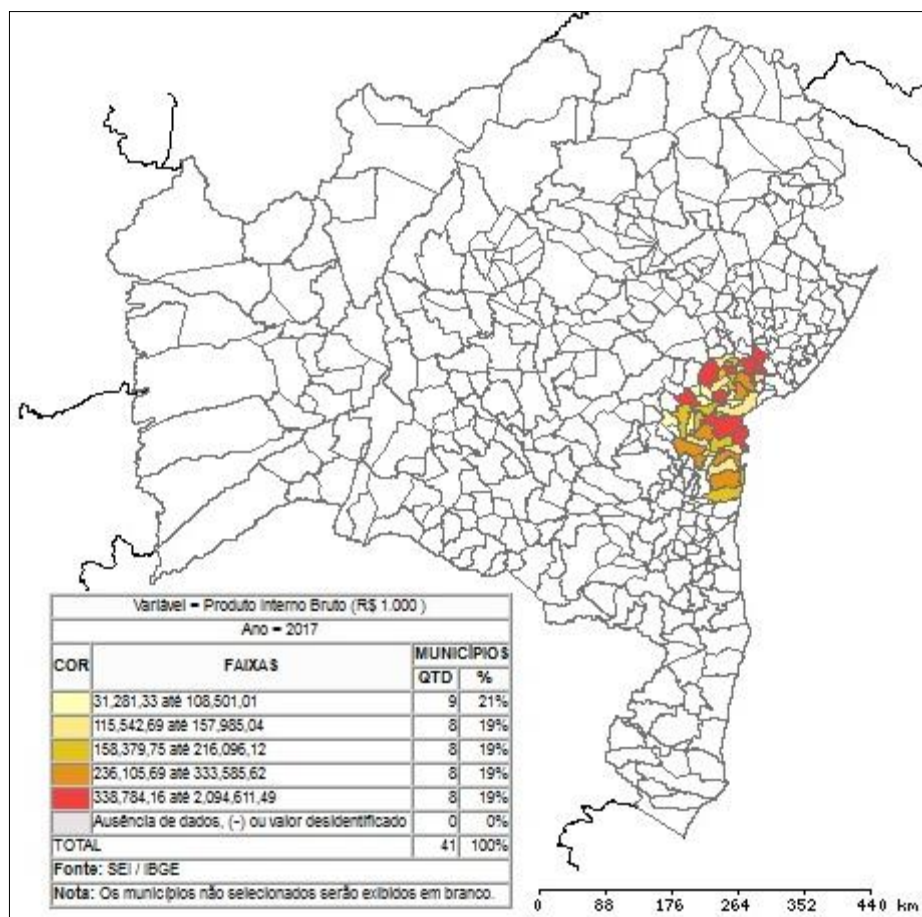 Variável = Produto Interno Bruto (R$ 1.000 )
Ano = 2017
COR FAIXAS MUNICÍPIOS
QTD %
31,281,33 até 108,501,01 9 21%
115,542,69 até 157,985,04 8 19%
158,379,75 até 216,096,12 8 19%
236,105,69 até 333,585,62 8 19%
338,784,16 até 2,094,611,49 8 19%
Ausência de dados, (-) ou valor desidentificado 0 0%
TOTAL 41 100%
Fonte: SEI / IBGE
Nota: Os municípios não selecionados serão exibidos em branco.
0 88 176 264 352 440 km